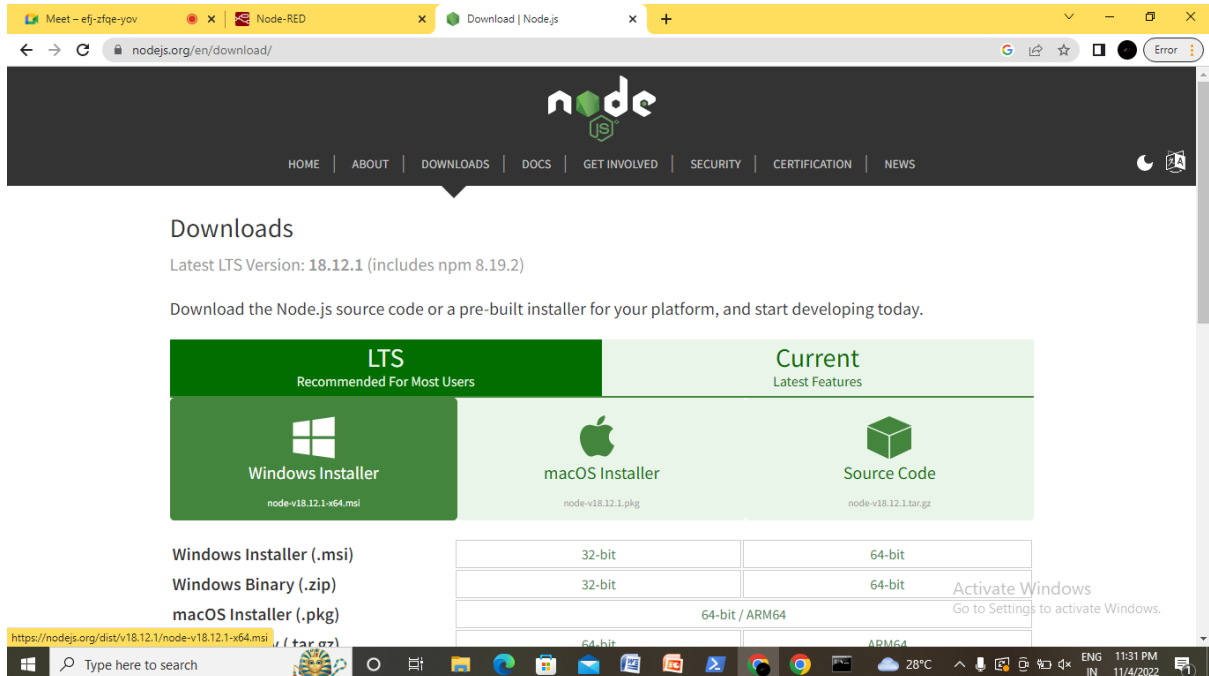 Meet – efj-zfqe-yov
Node-RED
Download | Node.js
nodejs.org/en/download/
Error
node
JS
HOME | ABOUT | DOWNLOADS | DOCS | GET INVOLVED | SECURITY | CERTIFICATION | NEWS
Downloads
Latest LTS Version: 18.12.1 (includes npm 8.19.2)
Download the Node.js source code or a pre-built installer for your platform, and start developing today.
LTS
Recommended For Most Users
Current
Latest Features
Windows Installer
node-v18.12.1-x64.msi
macOS Installer
node-v18.12.1.pkg
Source Code
node-v18.12.1.tar.gz
Windows Installer (.msi) 32-bit 64-bit
Windows Binary (.zip) 32-bit 64-bit
macOS Installer (.pkg) 64-bit / ARM64
(.tar.gz) 64-bit ARM64
Activate Windows
Go to Settings to activate Windows.
https://nodejs.org/dist/v18.12.1/node-v18.12.1-x64.msi
Type here to search
28°C
ENG
IN
11:31 PM
11/4/2022